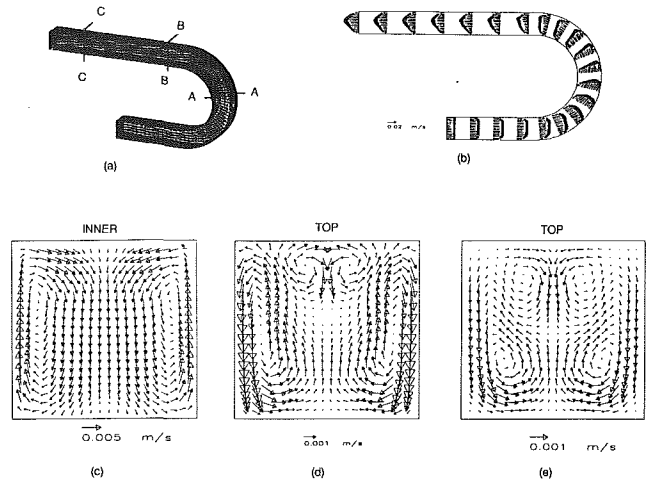 C
B
C
B
A
A
(a)
0.02 m/s
(b)
INNER
TOP
TOP
0.005 m/s
0.001 m/s
0.001 m/s
(c)
(d)
(e)